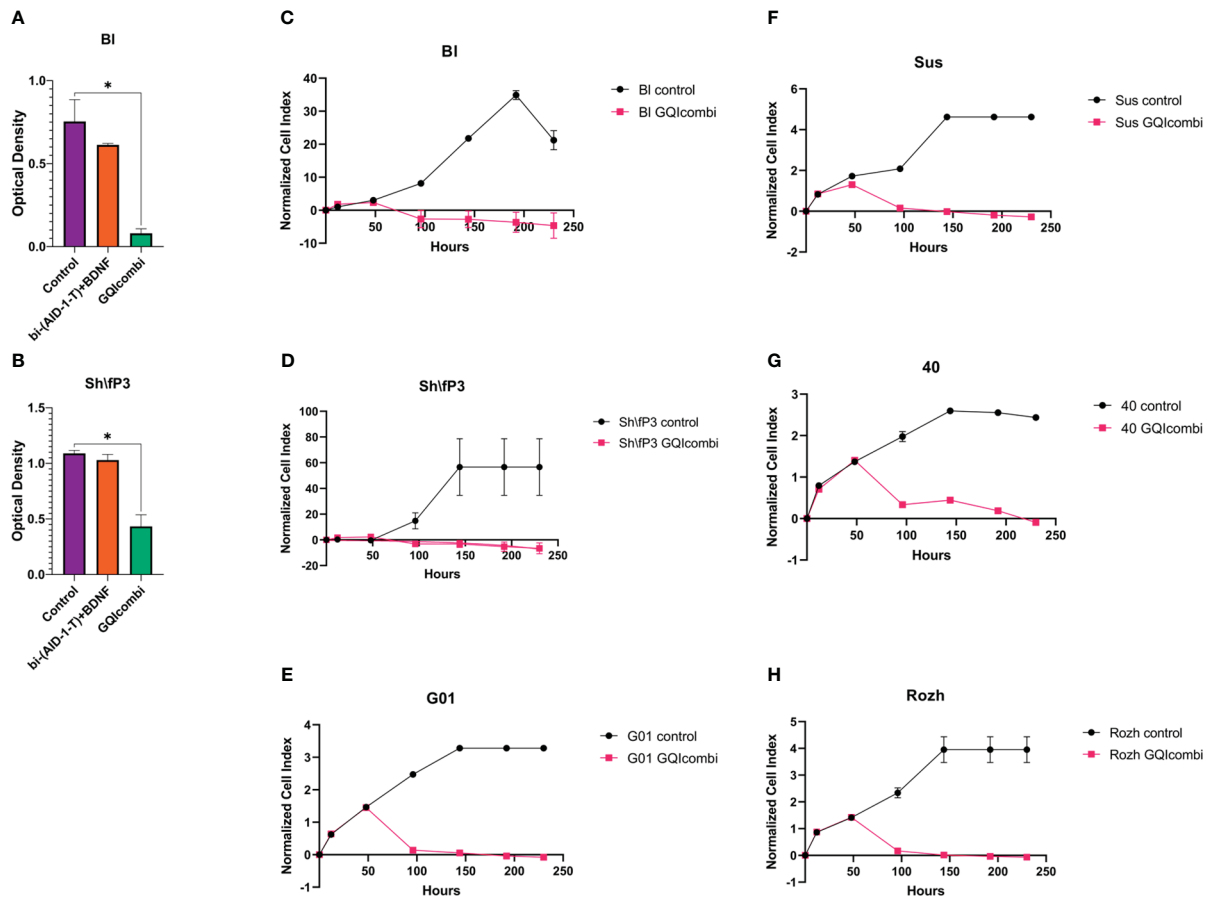 A
BI
Optical Density
1.0
0.5
0.0
*
Control
bi-(AID-1-T)+BDNF
GQIcombi
B
Sh\fP3
Optical Density
1.5
1.0
0.5
0.0
*
Control
bi-(AID-1-T)+BDNF
GQIcombi
C
BI
Normalized Cell Index
40
30
20
10
0
-10
50 100 150 200 250
Hours
BI control
BI GQIcombi
D
Sh\fP3
Normalized Cell Index
100
80
60
40
20
0
-20
50 100 150 200 250
Hours
Sh\fP3 control
Sh\fP3 GQIcombi
E
G01
Normalized Cell Index
4
3
2
1
0
-1
50 100 150 200 250
Hours
G01 control
G01 GQIcombi
F
Sus
Normalized Cell Index
6
4
2
0
-2
50 100 150 200 250
Hours
Sus control
Sus GQIcombi
G
40
Normalized Cell Index
3
2
1
0
-1
50 100 150 200 250
Hours
40 control
40 GQIcombi
H
Rozh
Normalized Cell Index
5
4
3
2
1
0
-1
50 100 150 200 250
Hours
Rozh control
Rozh GQIcombi